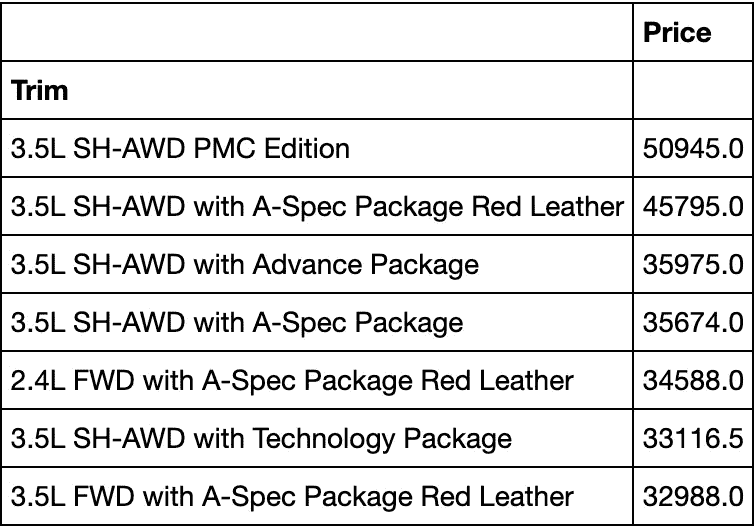 Price
Trim
3.5L SH-AWD PMC Edition 50945.0
3.5L SH-AWD with A-Spec Package Red Leather 45795.0
3.5L SH-AWD with Advance Package 35975.0
3.5L SH-AWD with A-Spec Package 35674.0
2.4L FWD with A-Spec Package Red Leather 34588.0
3.5L SH-AWD with Technology Package 33116.5
3.5L FWD with A-Spec Package Red Leather 32988.0